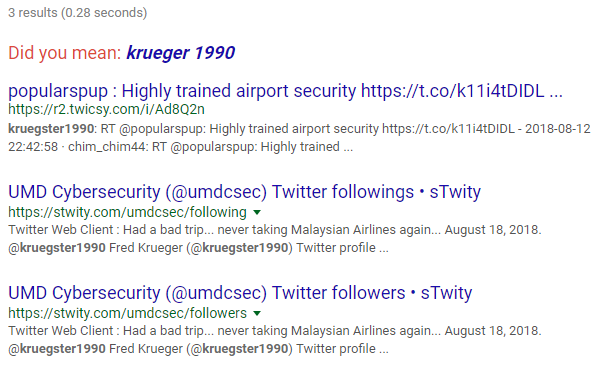 3 results (0.28 seconds)
Did you mean: krueger 1990
popularspup : Highly trained airport security https://t.co/k11i4tDIDL ...
https://r2.twicsy.com/i/Ad8Q2n
kruegster1990: RT @popularspup: Highly trained airport security https://t.co/k11i4tDIDL - 2018-08-12
22:42:58 · chim_chim44: RT @popularspup: Highly trained ...
UMD Cybersecurity (@umdcsec) Twitter followings • sTwity
https://stwity.com/umdcsec/following
Twitter Web Client : Had a bad trip... never taking Malaysian Airlines again... August 18, 2018.
@kruegster1990 Fred Krueger (@kruegster1990) Twitter profile ...
UMD Cybersecurity (@umdcsec) Twitter followers • sTwity
https://stwity.com/umdcsec/followers
Twitter Web Client : Had a bad trip... never taking Malaysian Airlines again... August 18, 2018.
@kruegster1990 Fred Krueger (@kruegster1990) Twitter profile ...